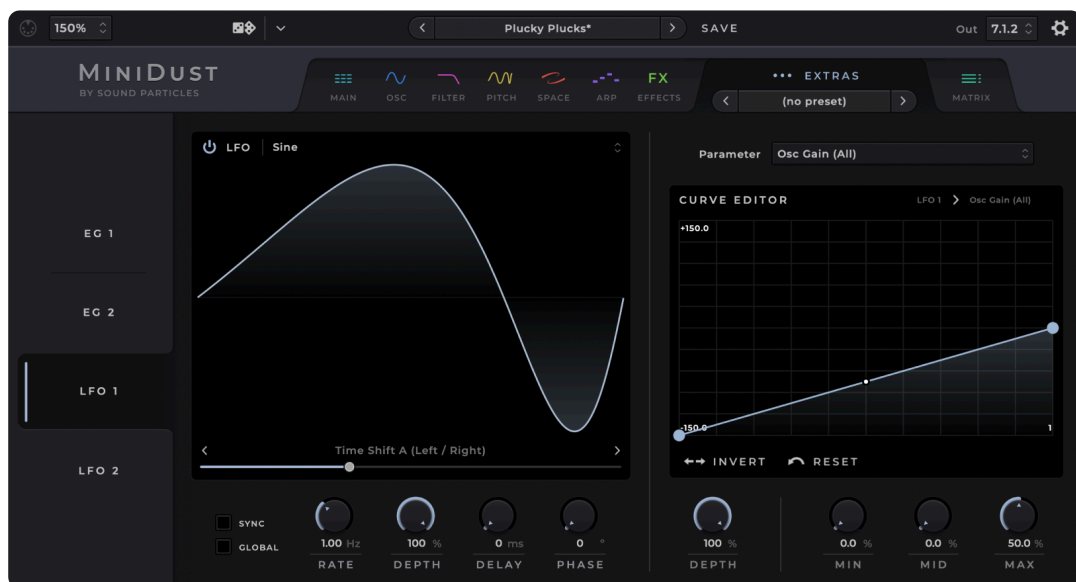 150%
Plucky Plucks*
SAVE
Out 7.1.2
MINIDUST
BY SOUND PARTICLES
MAIN
OSC
FILTER
PITCH
SPACE
ARP
FX
EFFECTS
EXTRAS
(no preset)
MATRIX
EG 1
EG 2
LFO 1
LFO 2
LFO Sine
Time Shift A (Left / Right)
SYNC
GLOBAL
1.00 Hz
RATE
100 %
DEPTH
0 ms
DELAY
0 °
PHASE
Parameter Osc Gain (All)
CURVE EDITOR
LFO 1 > Osc Gain (All)
+150.0
-150.0
1
INVERT
RESET
100 %
DEPTH
0.0 %
MIN
0.0 %
MID
50.0 %
MAX